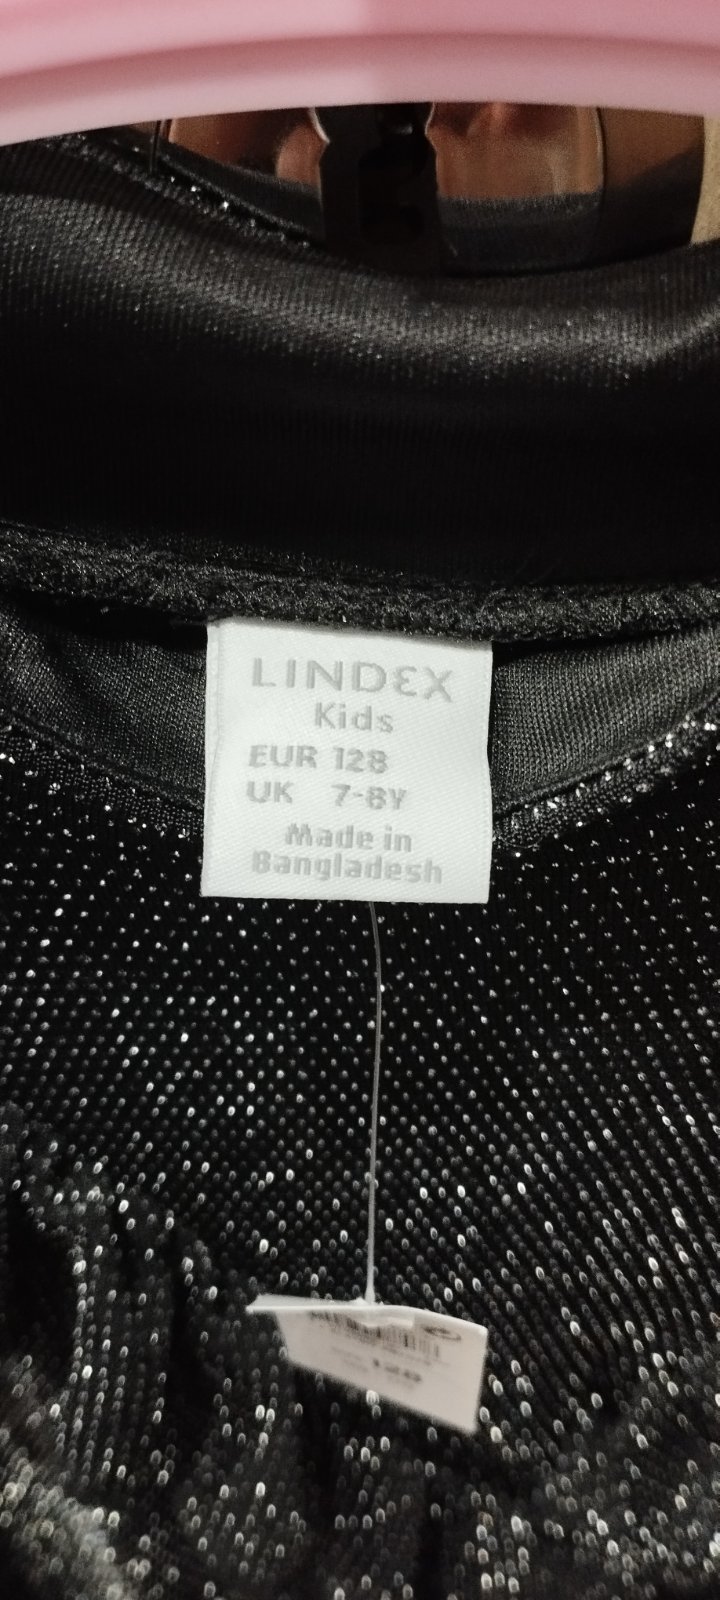 LINDEX
Kids
EUR 128
UK 7-8Y
Made in
Bangladesh